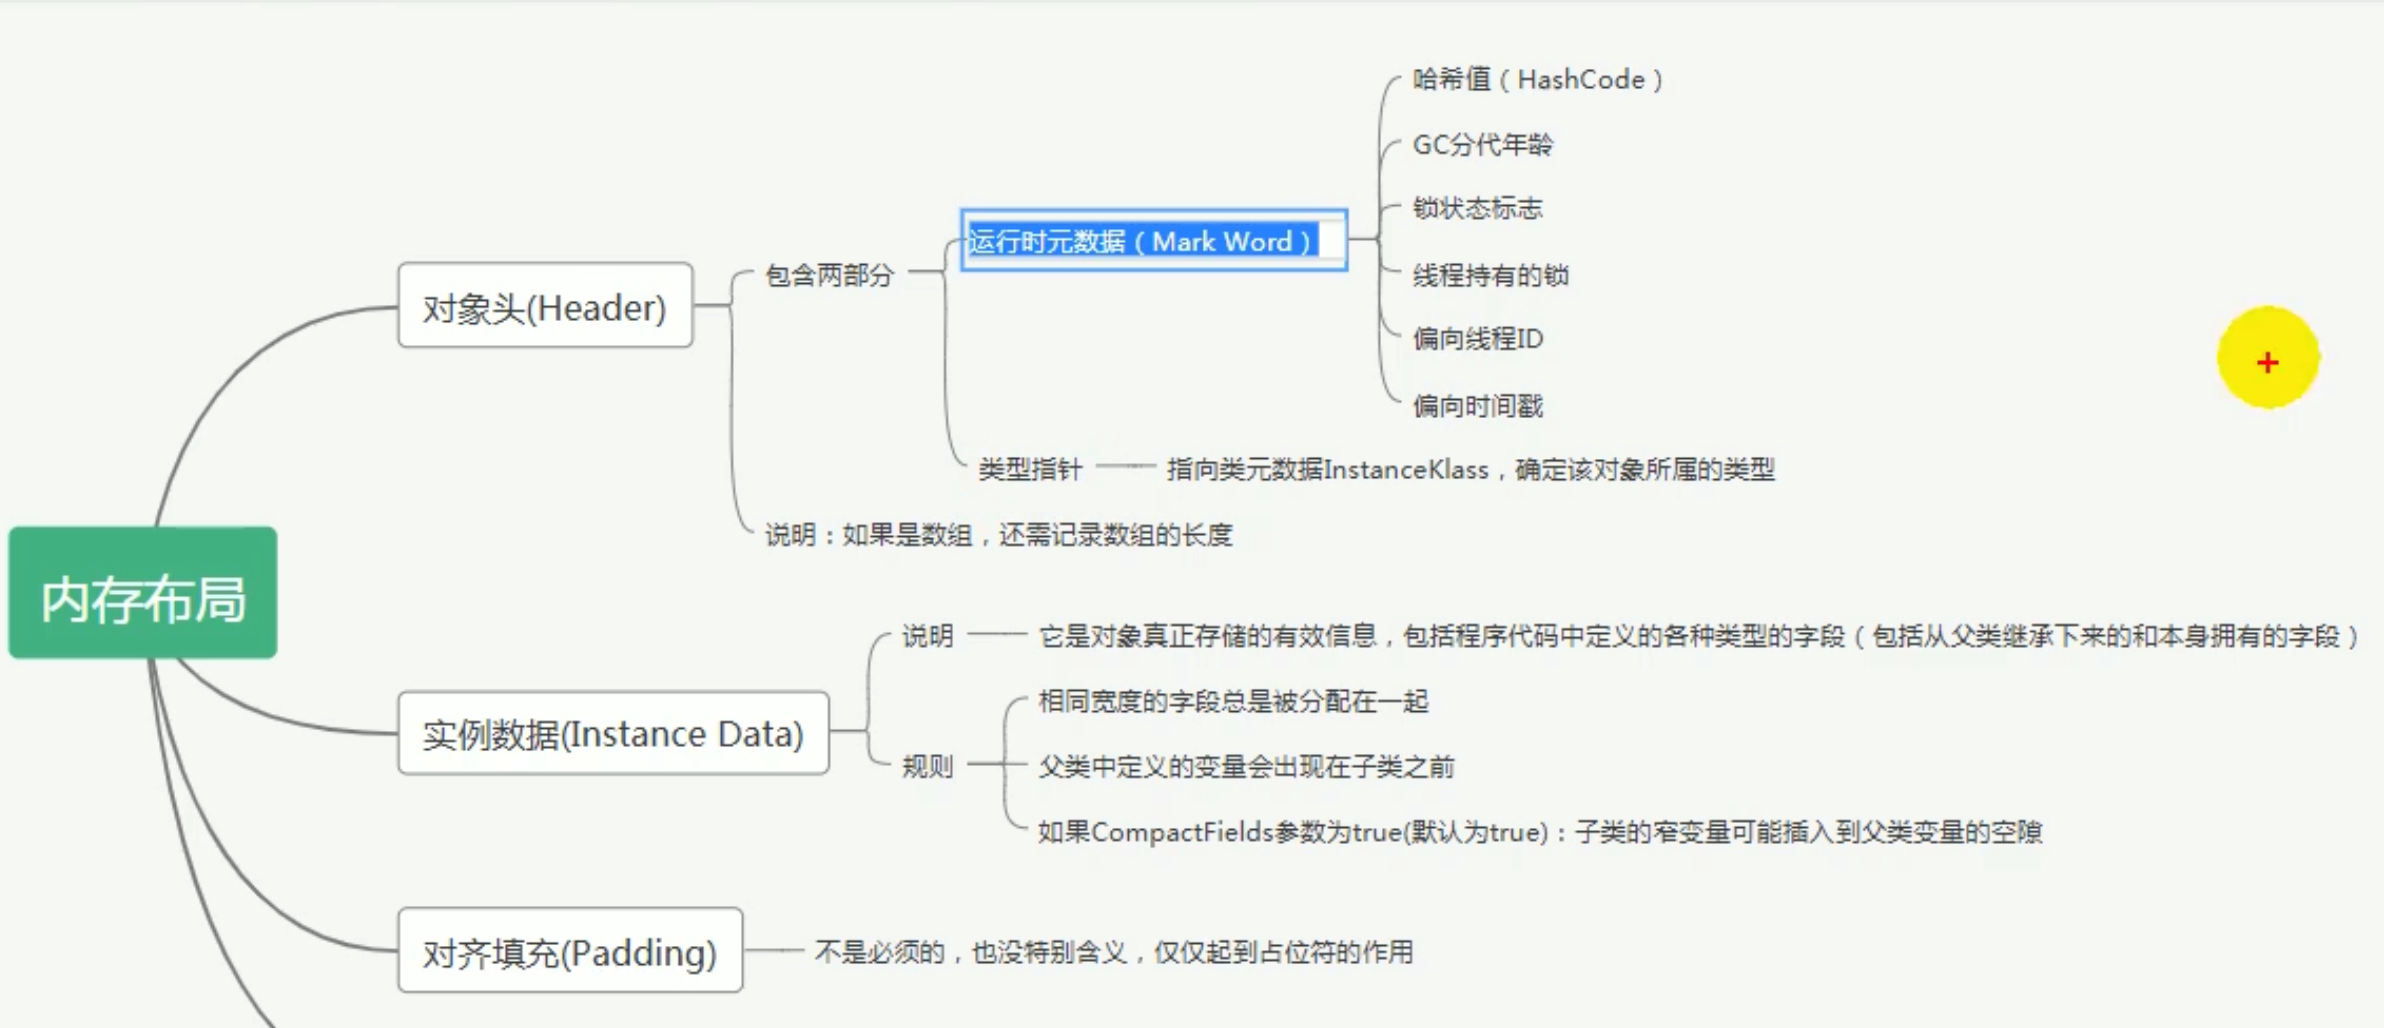 哈希值（HashCode）
GC分代年龄
锁状态标志
运行时元数据（Mark Word）
线程持有的锁
包含两部分
对象头(Header)
偏向线程ID
偏向时间戳
类型指针
指向类元数据InstanceKlass，确定该对象所属的类型
说明：如果是数组，还需记录数组的长度
内存布局
说明
它是对象真正存储的有效信息，包括程序代码中定义的各种类型的字段（包括从父类继承下来的和本身拥有的字段）
相同宽度的字段总是被分配在一起
实例数据(Instance Data)
规则
父类中定义的变量会出现在子类之前
如果CompactFields参数为true(默认为true)：子类的窄变量可能插入到父类变量的空隙
对齐填充(Padding)
不是必须的，也没特别含义，仅仅起到占位符的作用